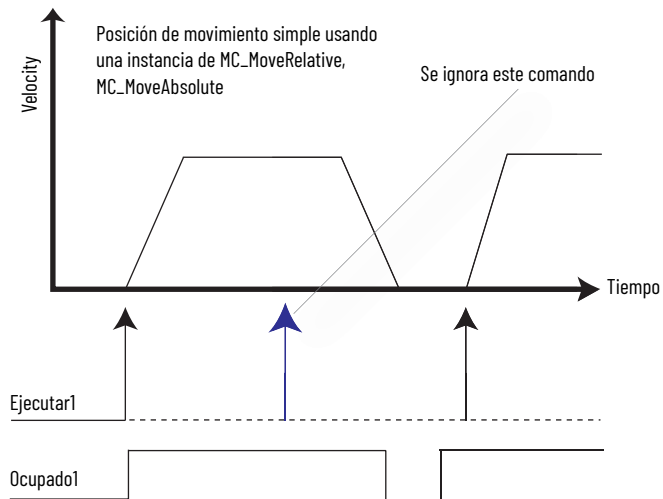 Posición de movimiento simple usando
una instancia de MC_MoveRelative,
MC_MoveAbsolute
Se ignora este comando
Velocity
Tiempo
Ejecutar1
Ocupado1